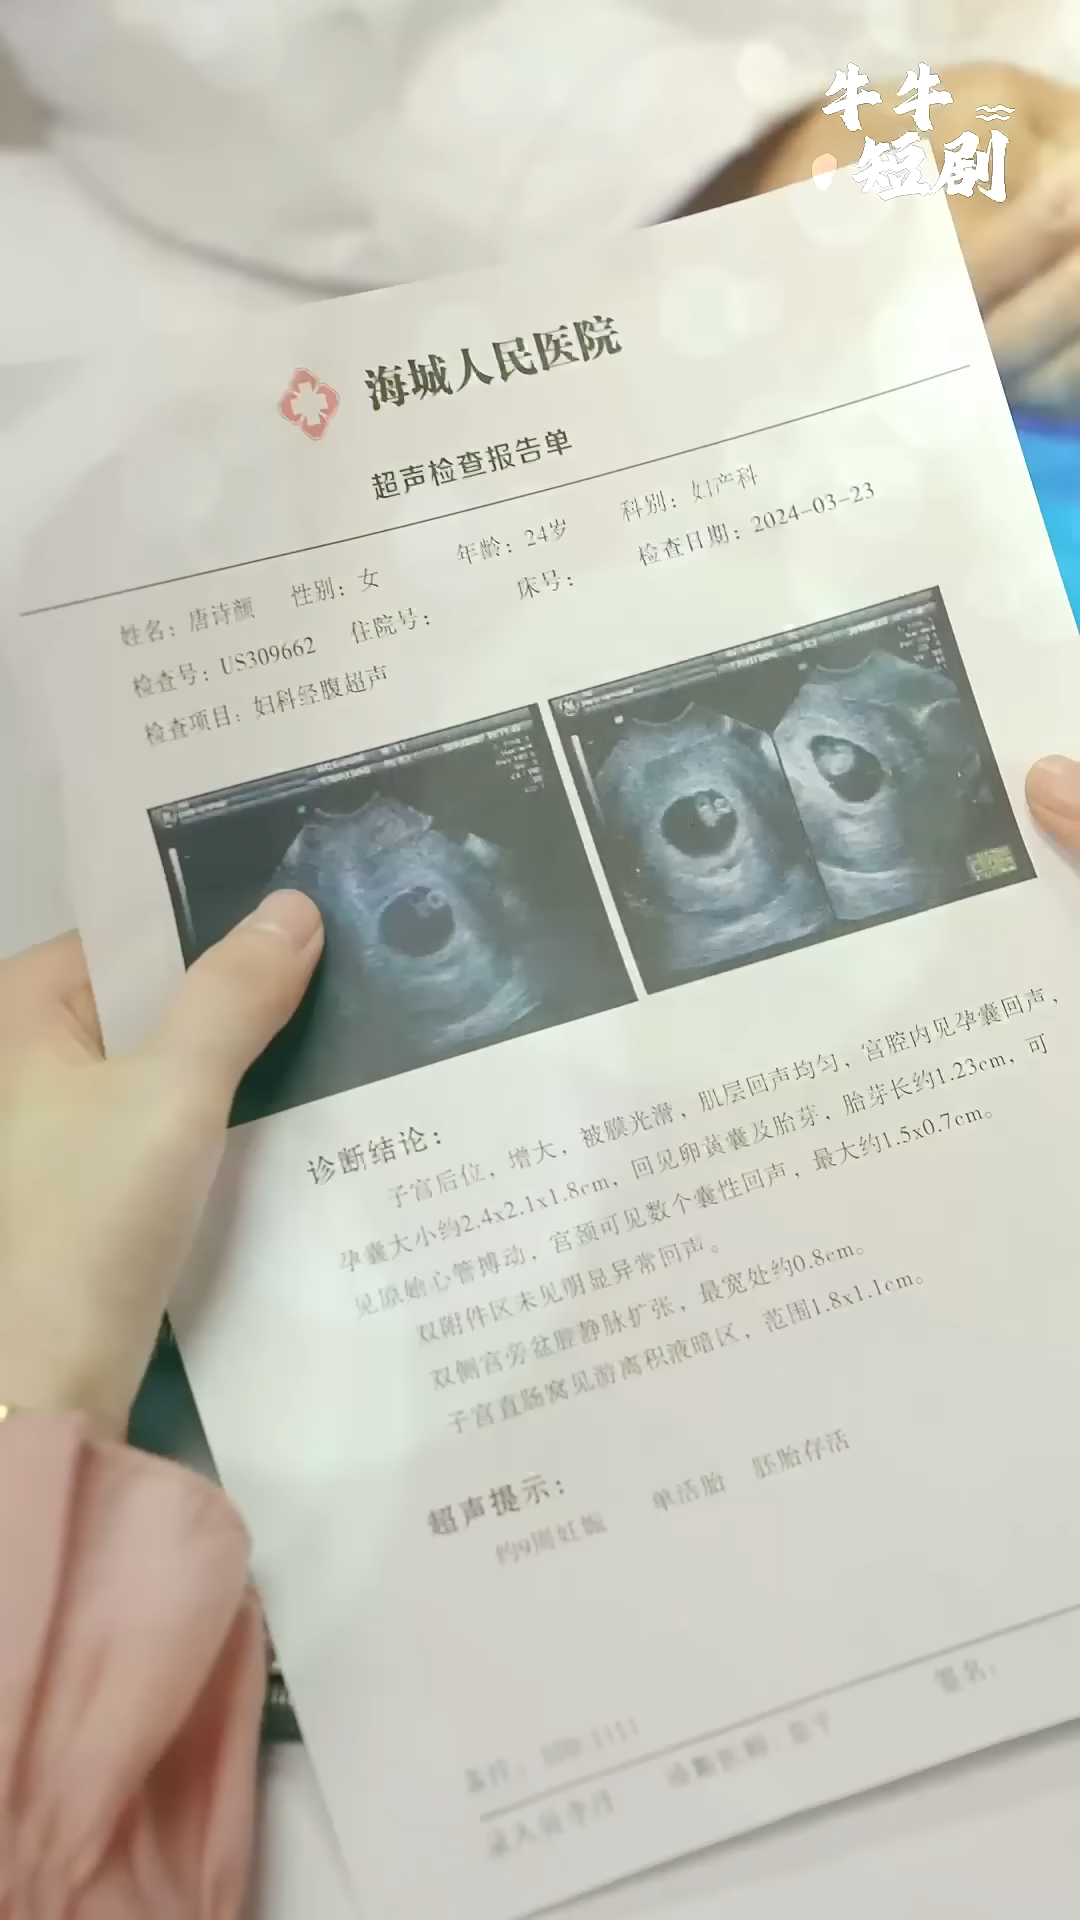 牛牛
短剧
海城人民医院
超声检查报告单
姓名：唐诗颜 性别：女 年龄：24岁 科别：妇产科
检查号：US309662 住院号： 床号： 检查日期：2024-03-23
检查项目：妇科经腹超声
诊断结论：
子宫后位，增大，被膜光滑，肌层回声均匀，宫腔内见孕囊回声，
孕囊大小约2.4x2.1x1.8cm，回见卵黄囊及胎芽，胎芽长约1.23cm，可
见原始心管搏动，宫颈可见数个囊性回声，最大约1.5x0.7cm。
双附件区未见明显异常回声。
双侧宫旁盆腔静脉扩张，最宽处约0.8cm。
子宫直肠窝见游离积液暗区，范围1.8x1.1cm。
超声提示：
约9周妊娠 单活胎 胚胎存活
签名：